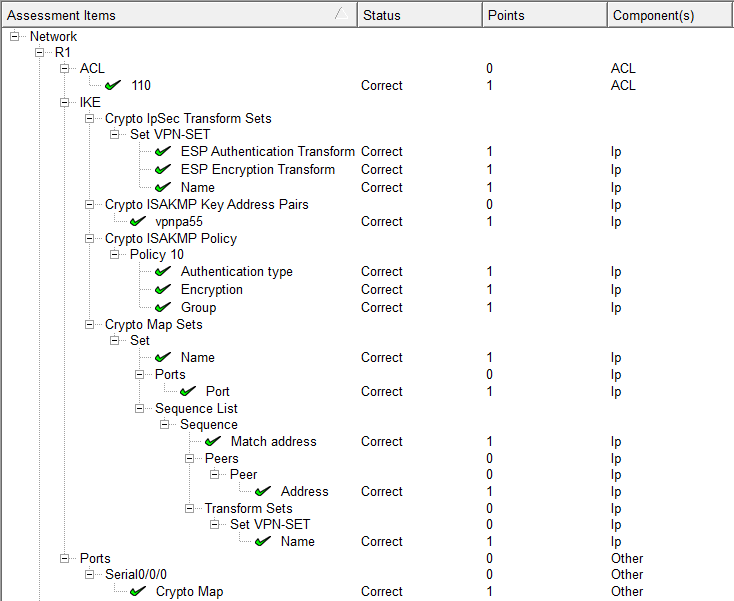 Assessment Items Status Points Component(s)
Network
R1
ACL 0 ACL
110 Correct 1 ACL
IKE
Crypto IpSec Transform Sets
Set VPN-SET
ESP Authentication Transform Correct 1 Ip
ESP Encryption Transform Correct 1 Ip
Name Correct 1 Ip
Crypto ISAKMP Key Address Pairs 0 Ip
vpnpa55 Correct 1 Ip
Crypto ISAKMP Policy
Policy 10
Authentication type Correct 1 Ip
Encryption Correct 1 Ip
Group Correct 1 Ip
Crypto Map Sets
Set
Name Correct 1 Ip
Ports 0 Ip
Port Correct 1 Ip
Sequence List
Sequence
Match address Correct 1 Ip
Peers 0 Ip
Peer 0 Ip
Address Correct 1 Ip
Transform Sets 0 Ip
Set VPN-SET 0 Ip
Name Correct 1 Ip
Ports 0 Other
Serial0/0/0 0 Other
Crypto Map Correct 1 Other